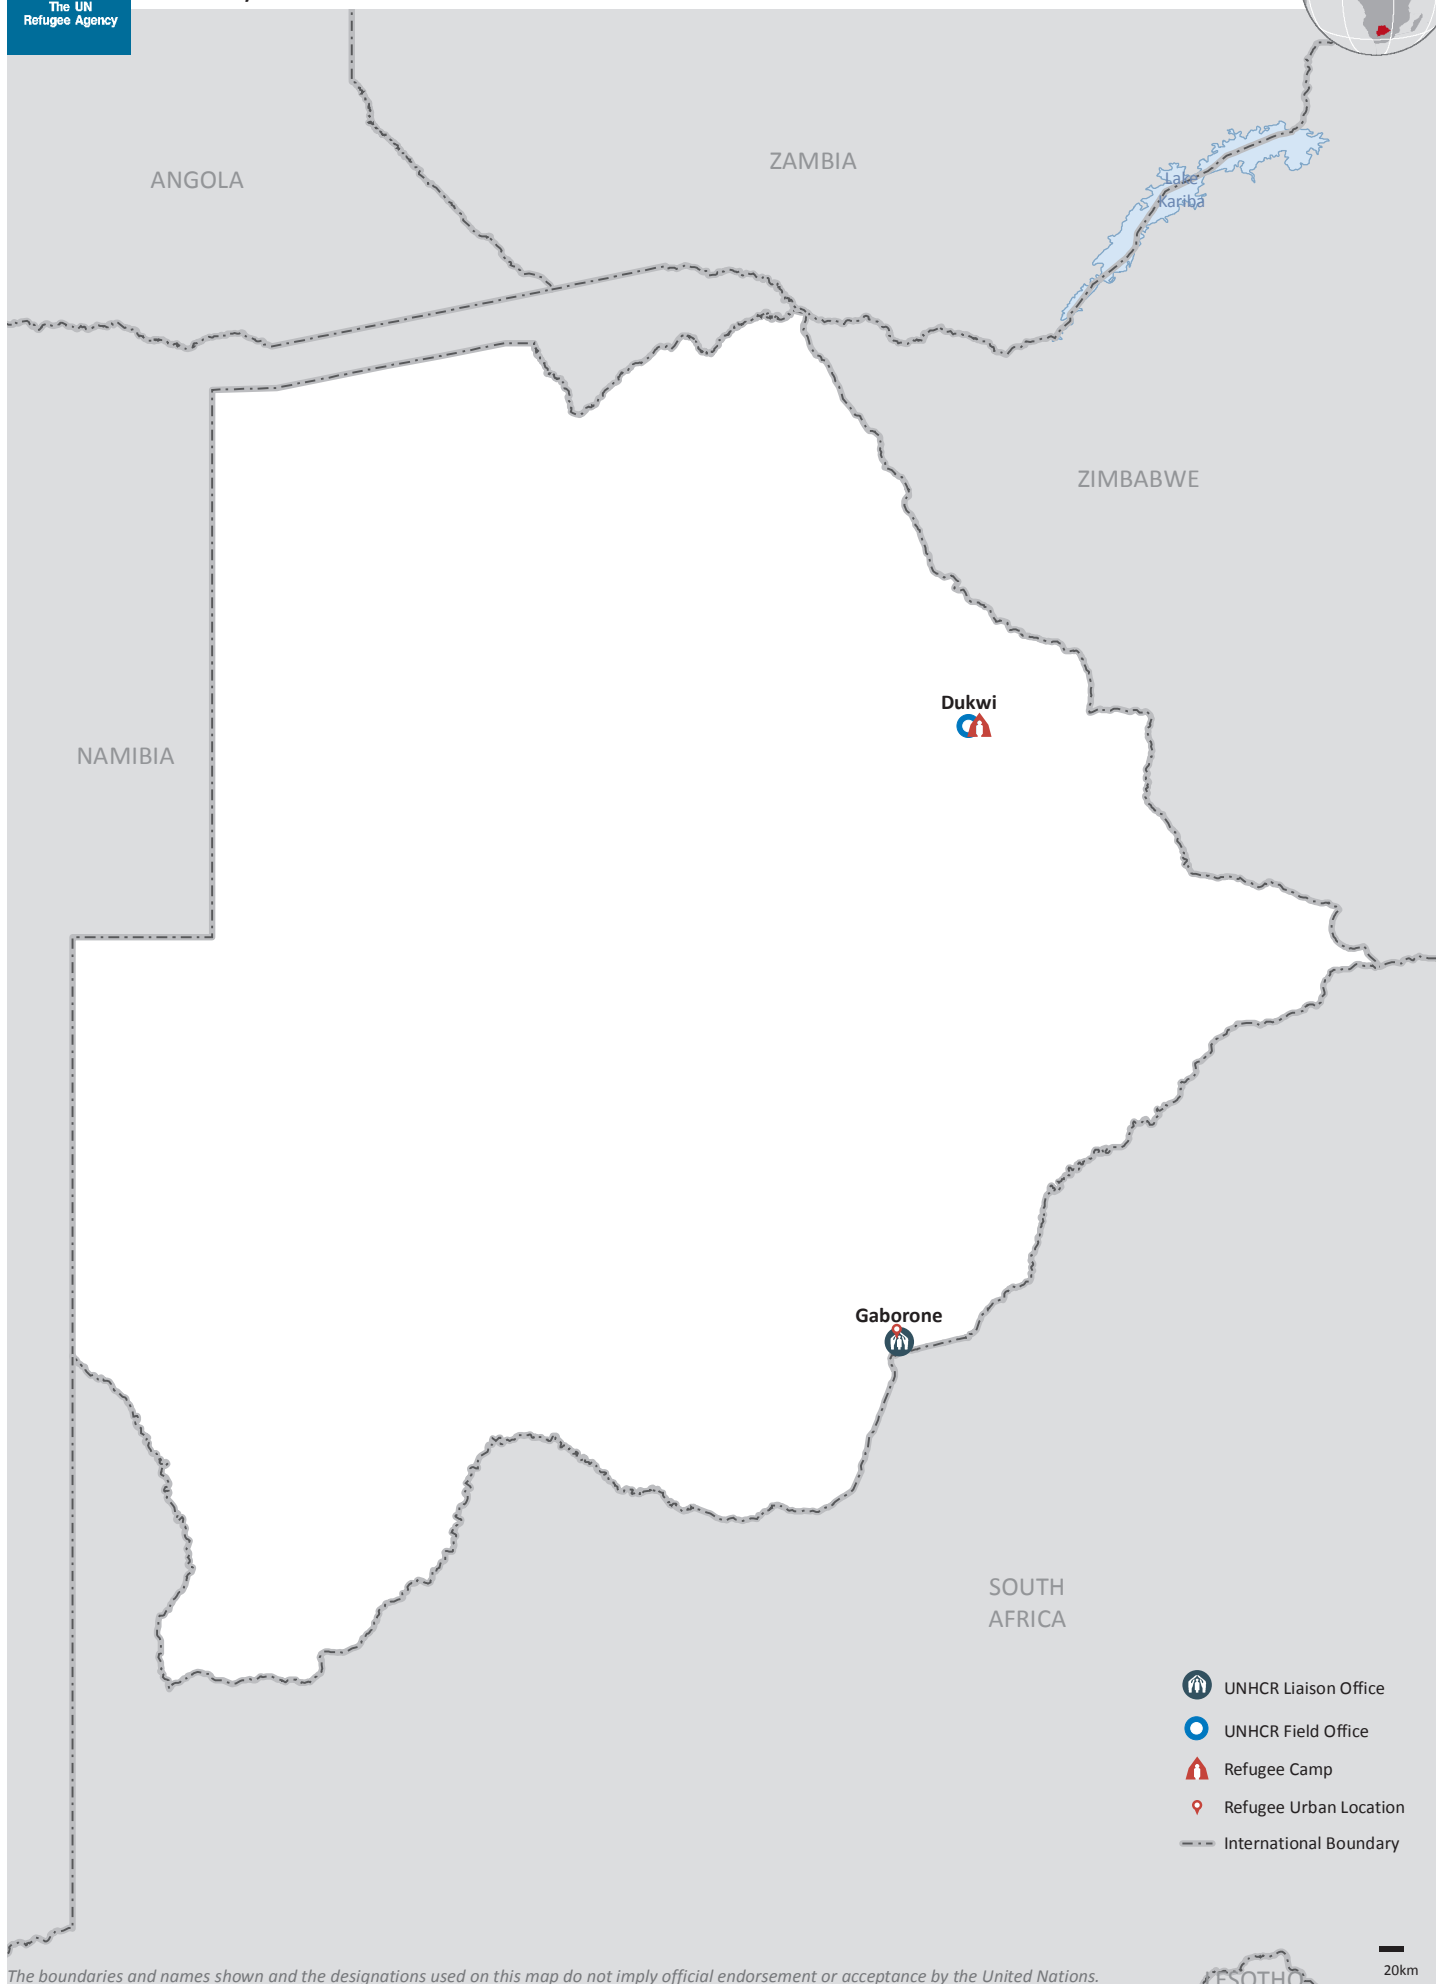 The UN
Refugee Agency
ANGOLA
ZAMBIA
Lake
Kariba
ZIMBABWE
Dukwi
NAMIBIA
Gaborone
SOUTH
AFRICA
UNHCR Liaison Office
UNHCR Field Office
Refugee Camp
Refugee Urban Location
International Boundary
20km
LESOTHO
The boundaries and names shown and the designations used on this map do not imply official endorsement or acceptance by the United Nations.